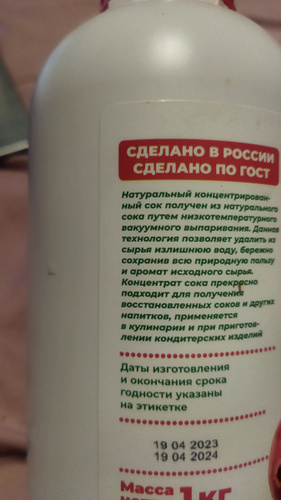 СДЕЛАНО В РОССИИ
СДЕЛАНО ПО ГОСТ
Натуральный концентрирован-
ный сок получен из натурального
сока путем низкотемпературного
вакуумного выпаривания. Данная
технология позволяет удалить из
сырья излишнюю воду, бережно
сохранив всю природную пользу
и аромат исходного сырья.
Концентрат сока прекрасно
подходит для получения
восстановленных соков и других
напитков, применяется
в кулинарии и при приготов-
лении кондитерских изделий
Даты изготовления
и окончания срока
годности указаны
на этикетке
19 04 2023
19 04 2024
Масса
1 кг